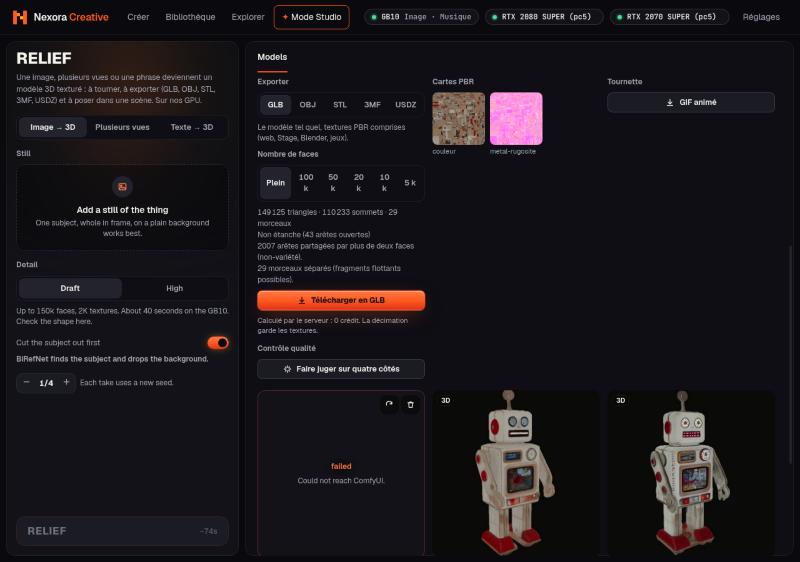 Nexora Creative
Créer
Bibliothèque
Explorer
Mode Studio
GB10 Image · Musique
RTX 2080 SUPER (pc5)
RTX 2070 SUPER (pc5)
Réglages
RELIEF
Une image, plusieurs vues ou une phrase deviennent un
modèle 3D texturé : à tourner, à exporter (GLB, OBJ, STL,
3MF, USDZ) et à poser dans une scène. Sur nos GPU.
Image → 3D
Plusieurs vues
Texte → 3D
Still
Add a still of the thing
One subject, whole in frame, on a plain background
works best.
Detail
Draft
High
Up to 150k faces, 2K textures. About 40 seconds on the GB10.
Check the shape here.
Cut the subject out first
BiRefNet finds the subject and drops the background.
− 1/4 +
Each take uses a new seed.
RELIEF
~74s
Models
Exporter
GLB
OBJ
STL
3MF
USDZ
Le modèle tel quel, textures PBR comprises
(web, Stage, Blender, jeux).
Nombre de faces
Plein
100
k
50
k
20
k
10
k
5 k
149 125 triangles · 110 233 sommets · 29
morceaux
Non étanche (43 arêtes ouvertes)
2007 arêtes partagées par plus de deux faces
(non-variété).
29 morceaux séparés (fragments flottants
possibles).
Télécharger en GLB
Calculé par le serveur : 0 crédit. La décimation
garde les textures.
Contrôle qualité
Faire juger sur quatre côtés
Cartes PBR
couleur
metal-rugosite
Tournette
GIF animé
failed
Could not reach ComfyUI.
3D
3D